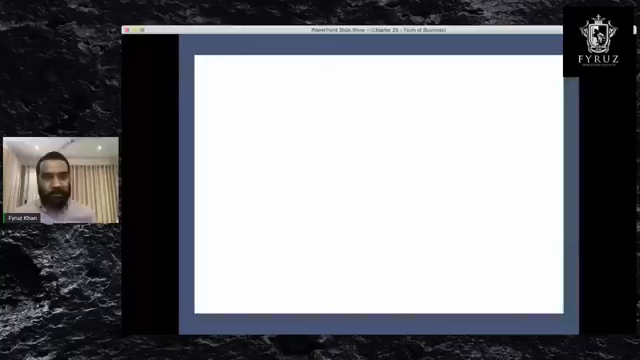 PowerPoint Slide Show - [Chapter 26 - Form of Business]
FYRUZ
Fyruz Khan